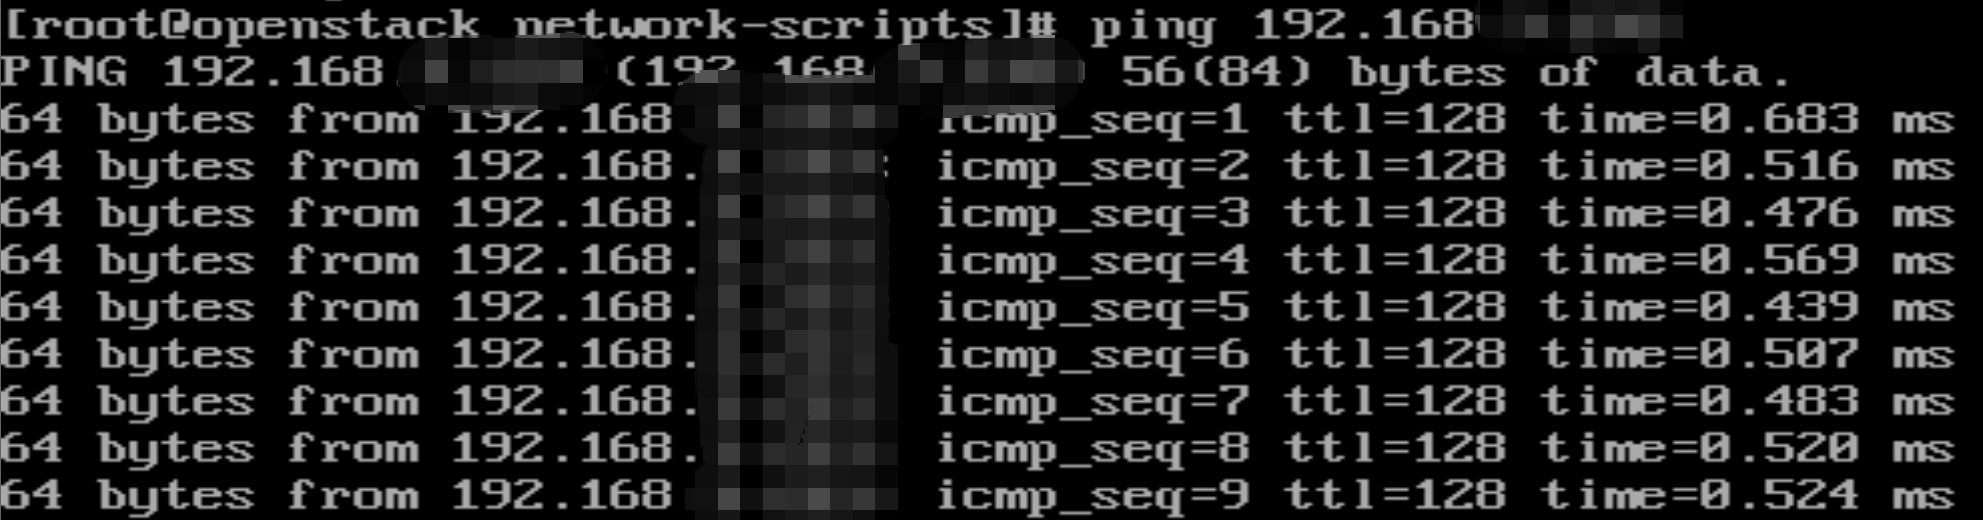 [root@openstack network-scripts]# ping 192.168
PING 192.168 (192.168 56(84) bytes of data.
64 bytes from 192.168 icmp_seq=1 ttl=128 time=0.683 ms
64 bytes from 192.168. : icmp_seq=2 ttl=128 time=0.516 ms
64 bytes from 192.168. icmp_seq=3 ttl=128 time=0.476 ms
64 bytes from 192.168. icmp_seq=4 ttl=128 time=0.569 ms
64 bytes from 192.168. icmp_seq=5 ttl=128 time=0.439 ms
64 bytes from 192.168. icmp_seq=6 ttl=128 time=0.507 ms
64 bytes from 192.168. icmp_seq=7 ttl=128 time=0.483 ms
64 bytes from 192.168. icmp_seq=8 ttl=128 time=0.520 ms
64 bytes from 192.168 icmp_seq=9 ttl=128 time=0.524 ms